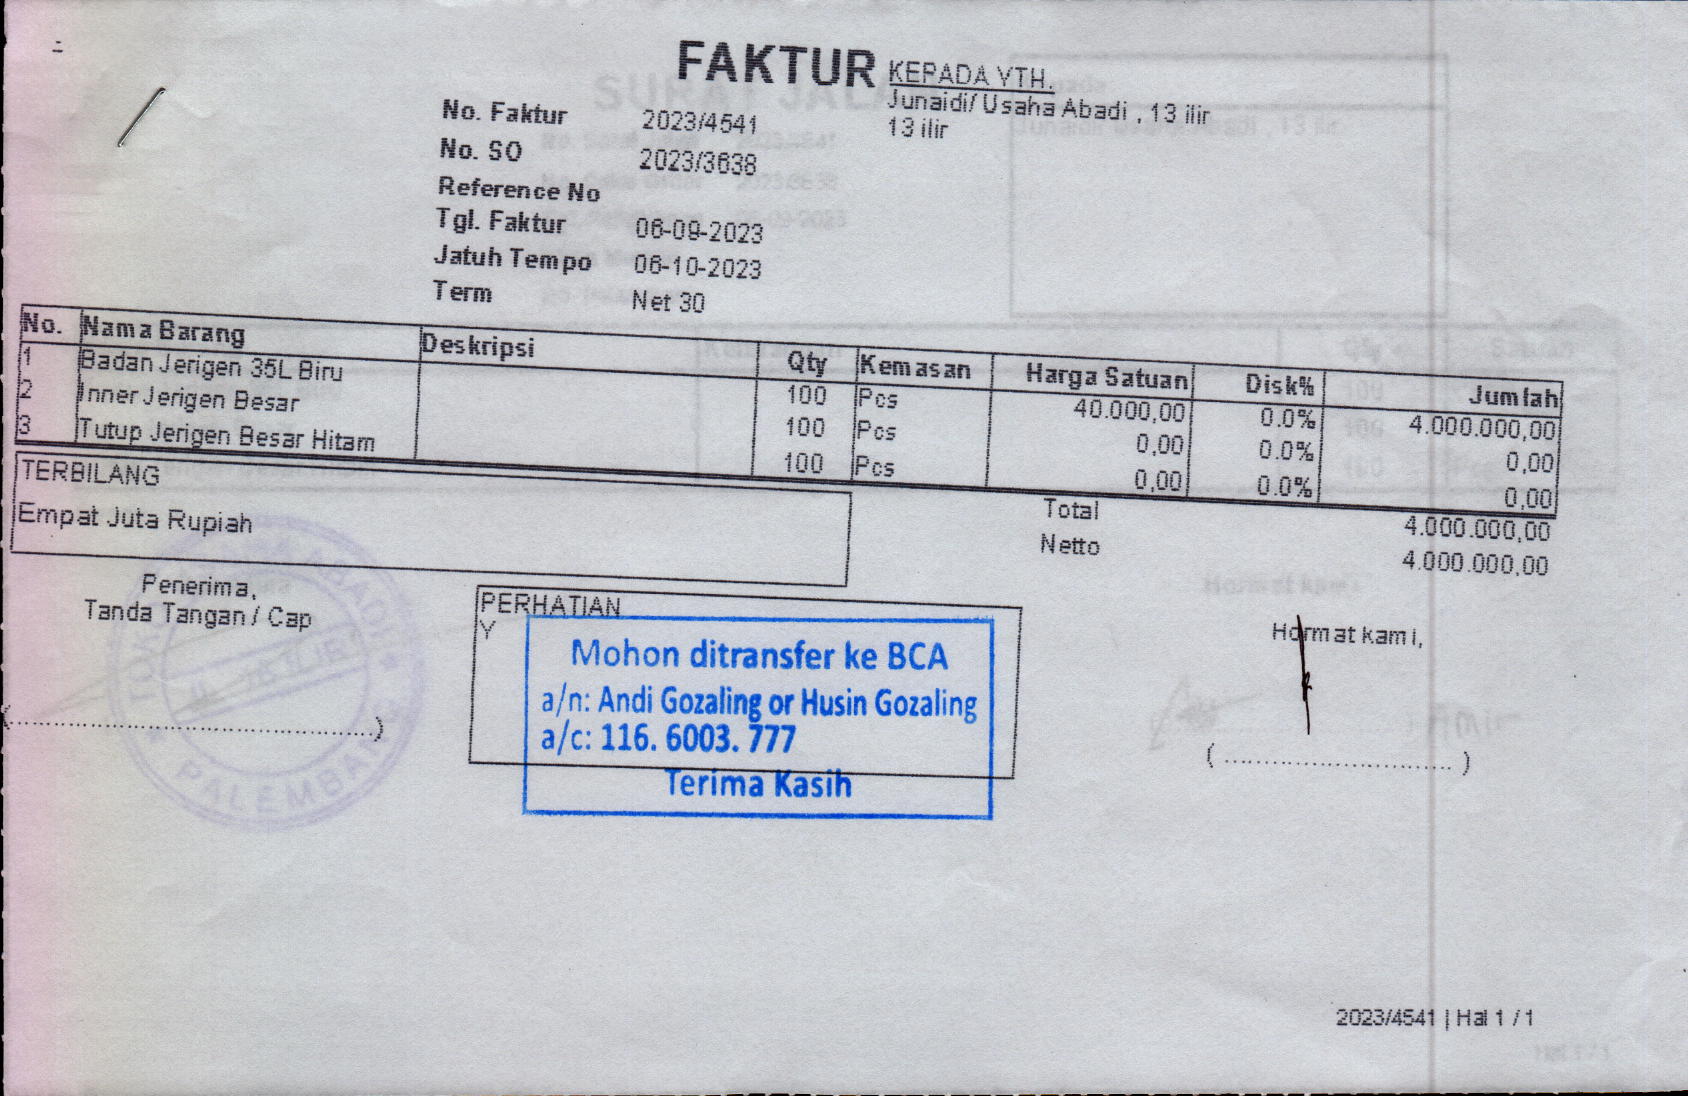 FAKTUR
KEPADA YTH.
Junaidi/ Usaha Abadi , 13 ilir
13 ilir
No. Faktur 2023/4541
No. SO 2023/3638
Reference No
Tgl. Faktur 06-09-2023
Jatuh Tempo 06-10-2023
Term Net 30
No. Nama Barang Deskripsi Qty Kemasan Harga Satuan Disk% Jumlah
1 Badan Jerigen 35L Biru 100 Pcs 40.000,00 0.0% 4.000.000,00
2 Inner Jerigen Besar 100 Pcs 0,00 0.0% 0,00
3 Tutup Jerigen Besar Hitam 100 Pcs 0,00 0.0% 0,00
TERBILANG
Empat Juta Rupiah
Total 4.000.000,00
Netto 4.000.000,00
Penerima,
Tanda Tangan / Cap
(....................................................)
PERHATIAN
Y
Mohon ditransfer ke BCA
a/n: Andi Gozaling or Husin Gozaling
a/c: 116. 6003. 777
Terima Kasih
Hormat kami,
( ................................. )
PALEMBANG
2023/4541 | Hal 1 / 1